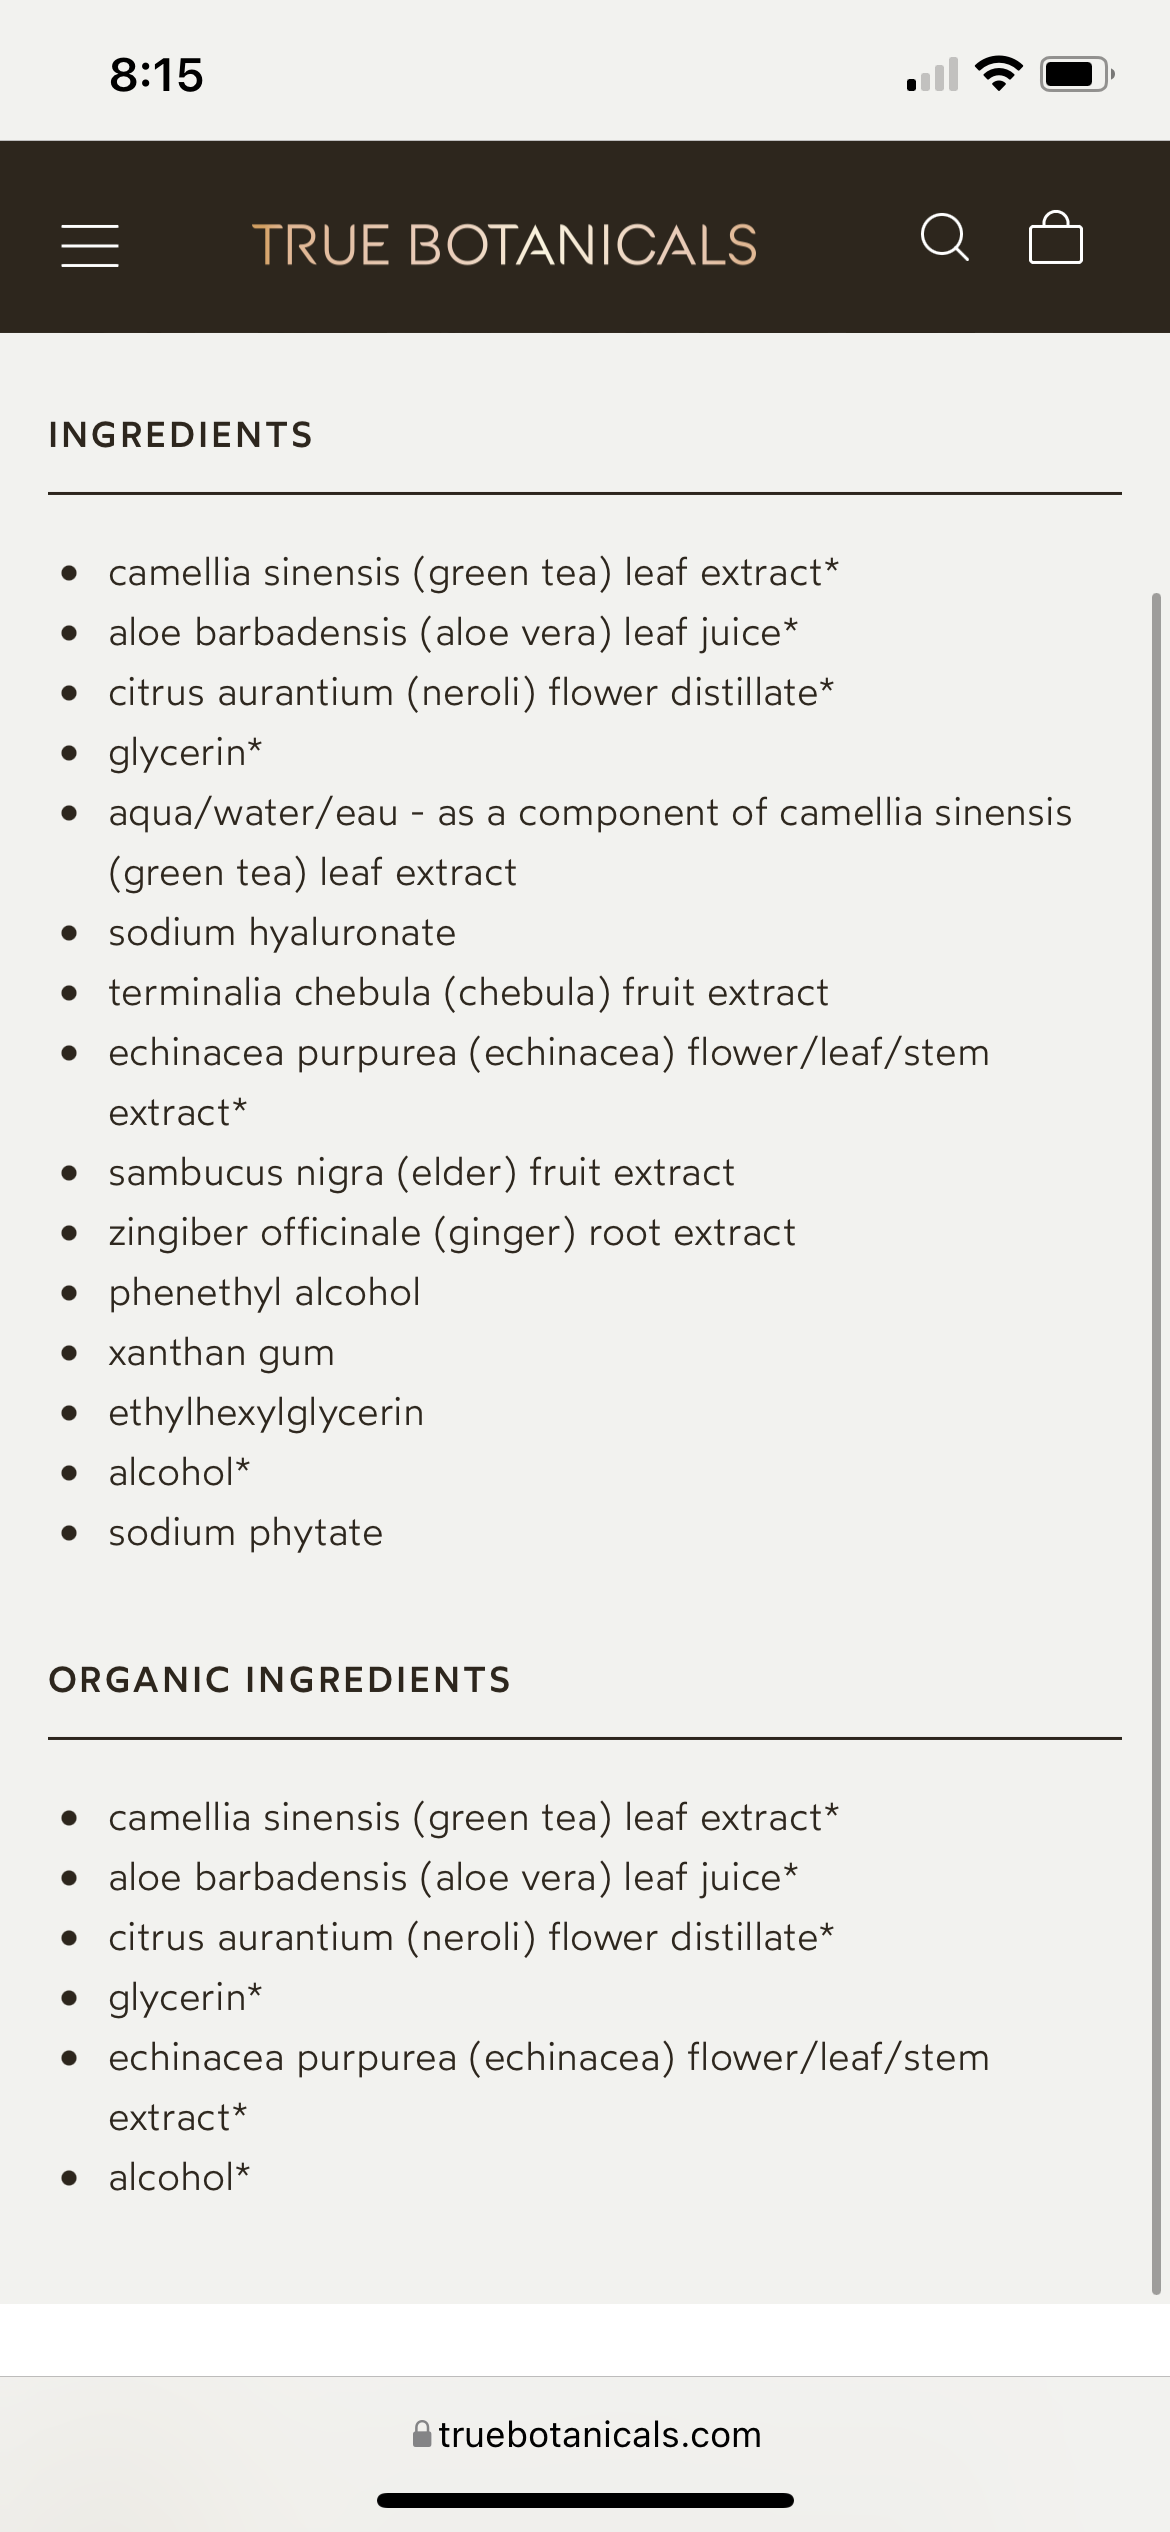 8:15
TRUE BOTANICALS
INGREDIENTS
• camellia sinensis (green tea) leaf extract*
• aloe barbadensis (aloe vera) leaf juice*
• citrus aurantium (neroli) flower distillate*
• glycerin*
• aqua/water/eau - as a component of camellia sinensis
(green tea) leaf extract
• sodium hyaluronate
• terminalia chebula (chebula) fruit extract
• echinacea purpurea (echinacea) flower/leaf/stem
extract*
• sambucus nigra (elder) fruit extract
• zingiber officinale (ginger) root extract
• phenethyl alcohol
• xanthan gum
• ethylhexylglycerin
• alcohol*
• sodium phytate
ORGANIC INGREDIENTS
• camellia sinensis (green tea) leaf extract*
• aloe barbadensis (aloe vera) leaf juice*
• citrus aurantium (neroli) flower distillate*
• glycerin*
• echinacea purpurea (echinacea) flower/leaf/stem
extract*
• alcohol*
truebotanicals.com